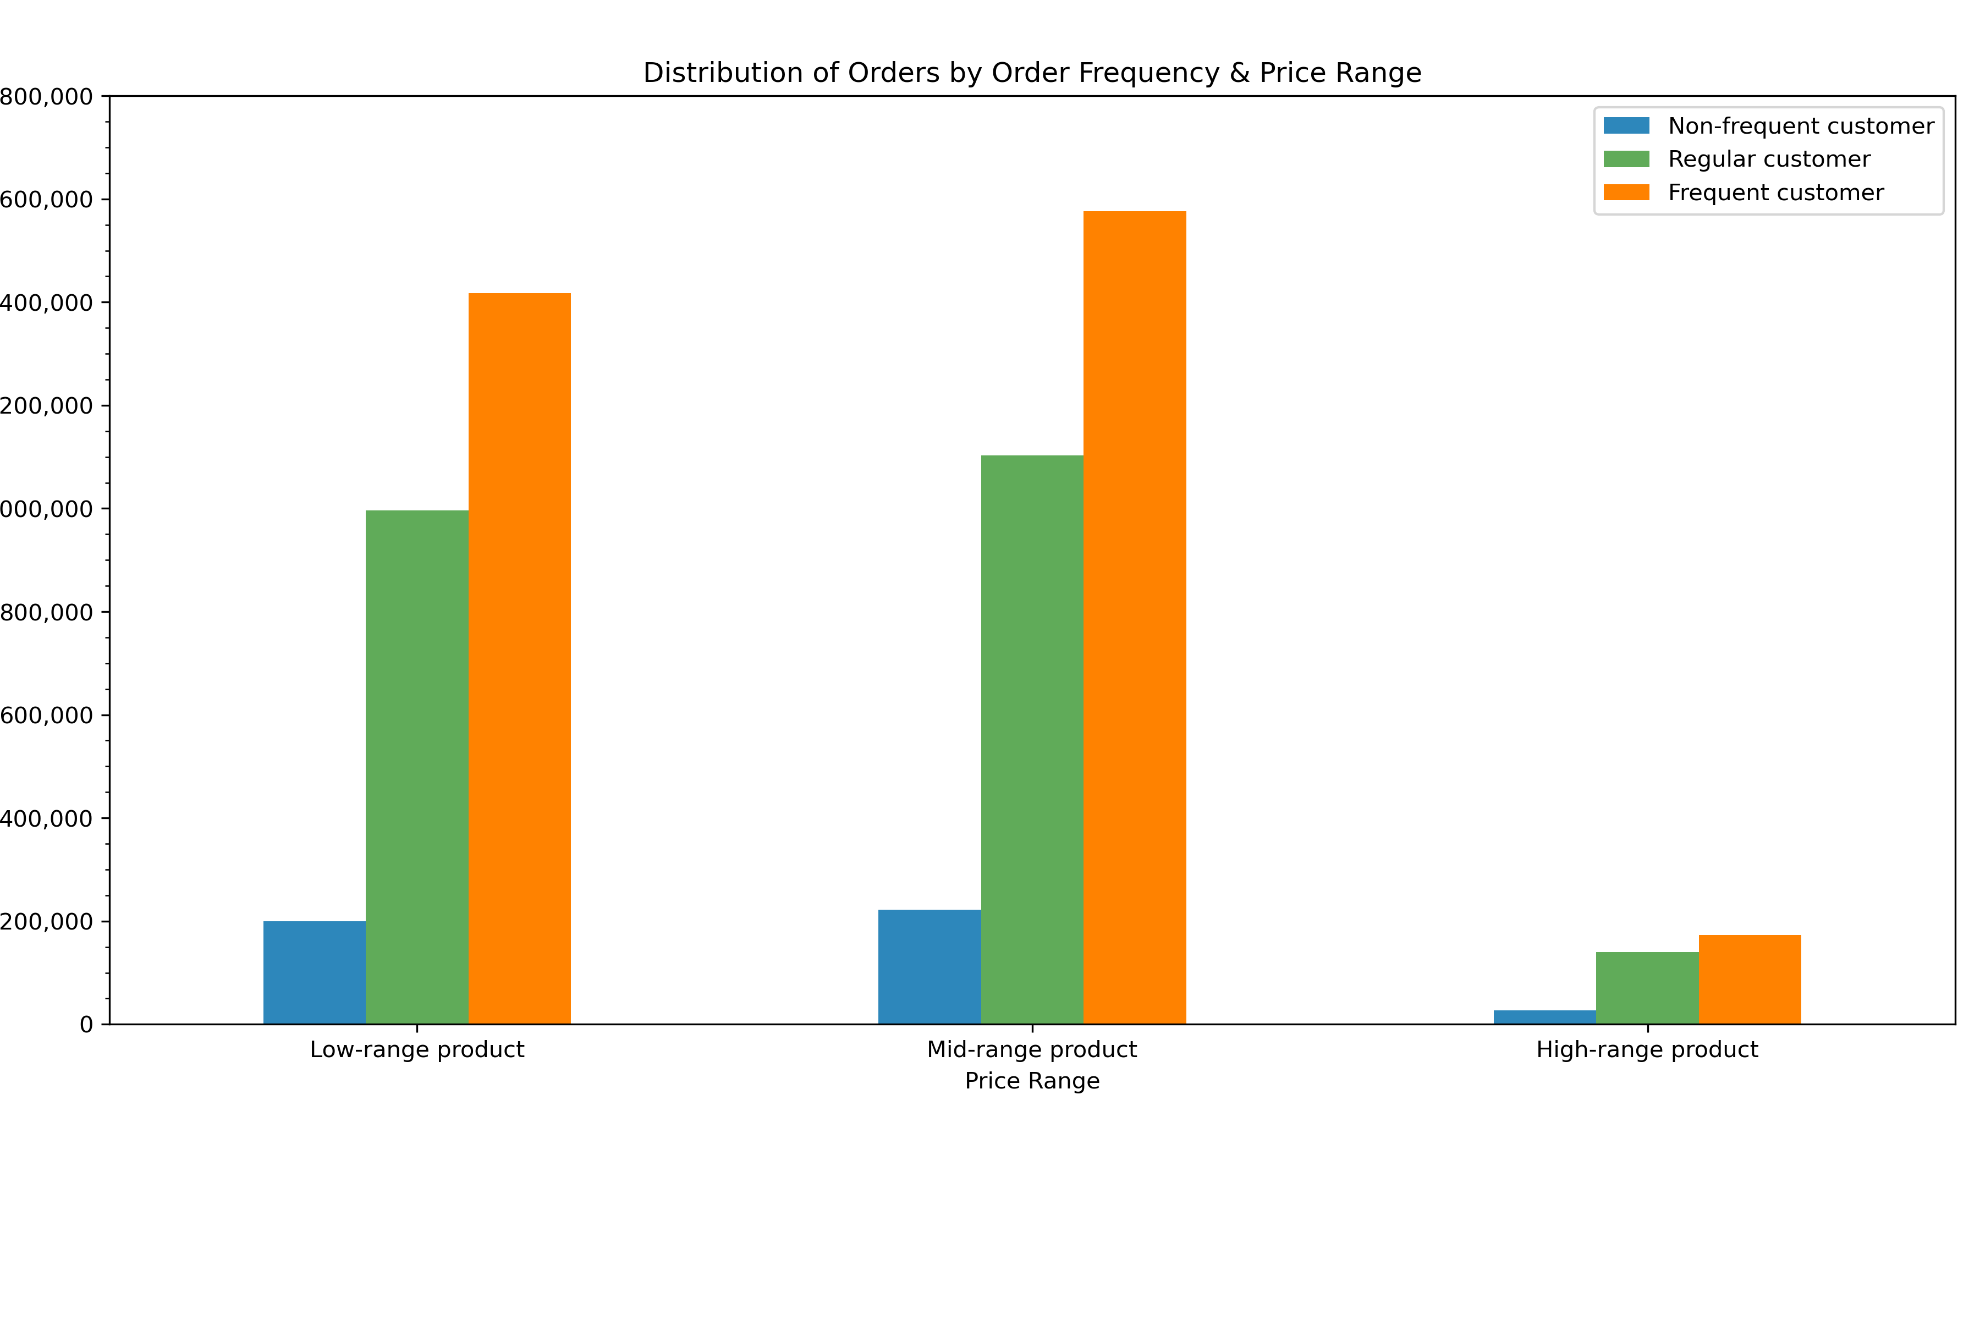 Distribution of Orders by Order Frequency & Price Range
800,000
600,000
400,000
200,000
000,000
800,000
600,000
400,000
200,000
0
Non-frequent customer
Regular customer
Frequent customer
Low-range product
Mid-range product
High-range product
Price Range